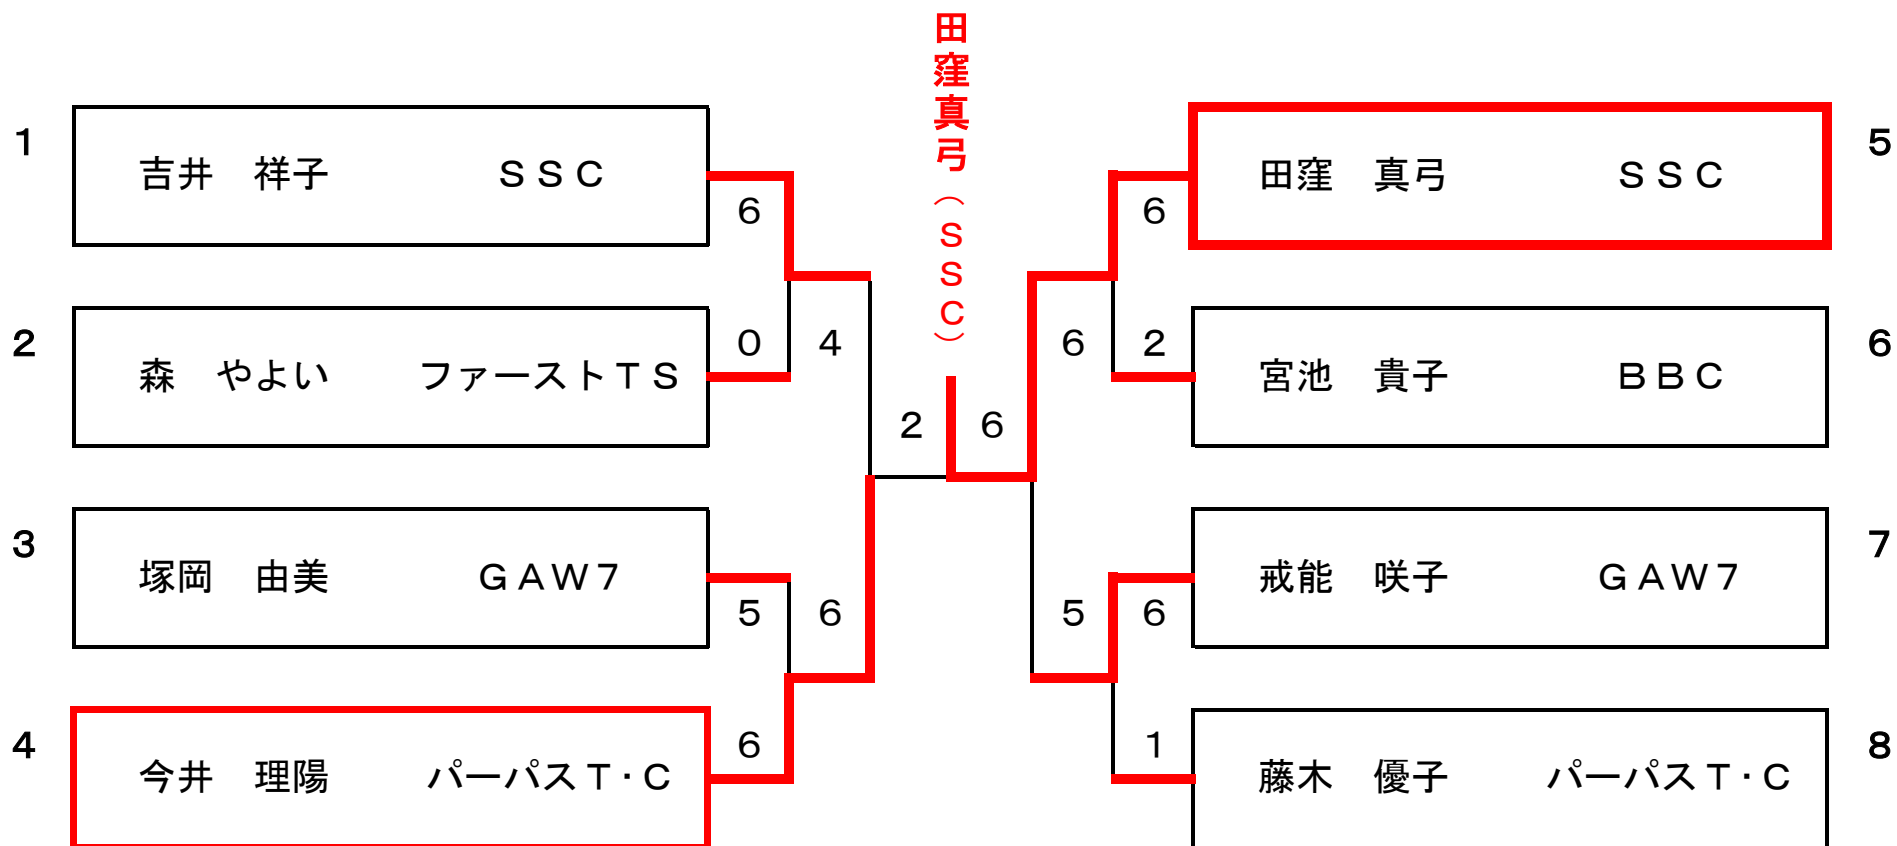 田窪真弓（ＳＳＣ）
1 吉井　祥子 ＳＳＣ
6
2 森　やよい ファーストＴＳ
0
4
3 塚岡　由美 ＧＡＷ７
5
6
4 今井　理陽 パーパスＴ・Ｃ
6
2
6
5 田窪　真弓 ＳＳＣ
6
6 宮池　貴子 ＢＢＣ
2
6
7 戒能　咲子 ＧＡＷ７
6
5
8 藤木　優子 パーパスＴ・Ｃ
1